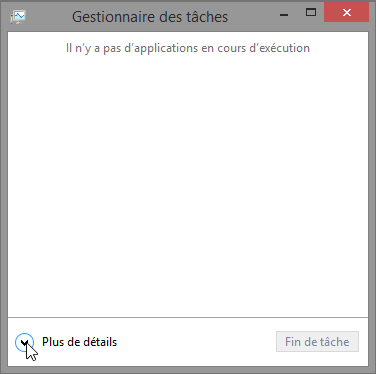 Gestionnaire des tâches
Il n'y a pas d'applications en cours d'exécution
Plus de détails
Fin de tâche